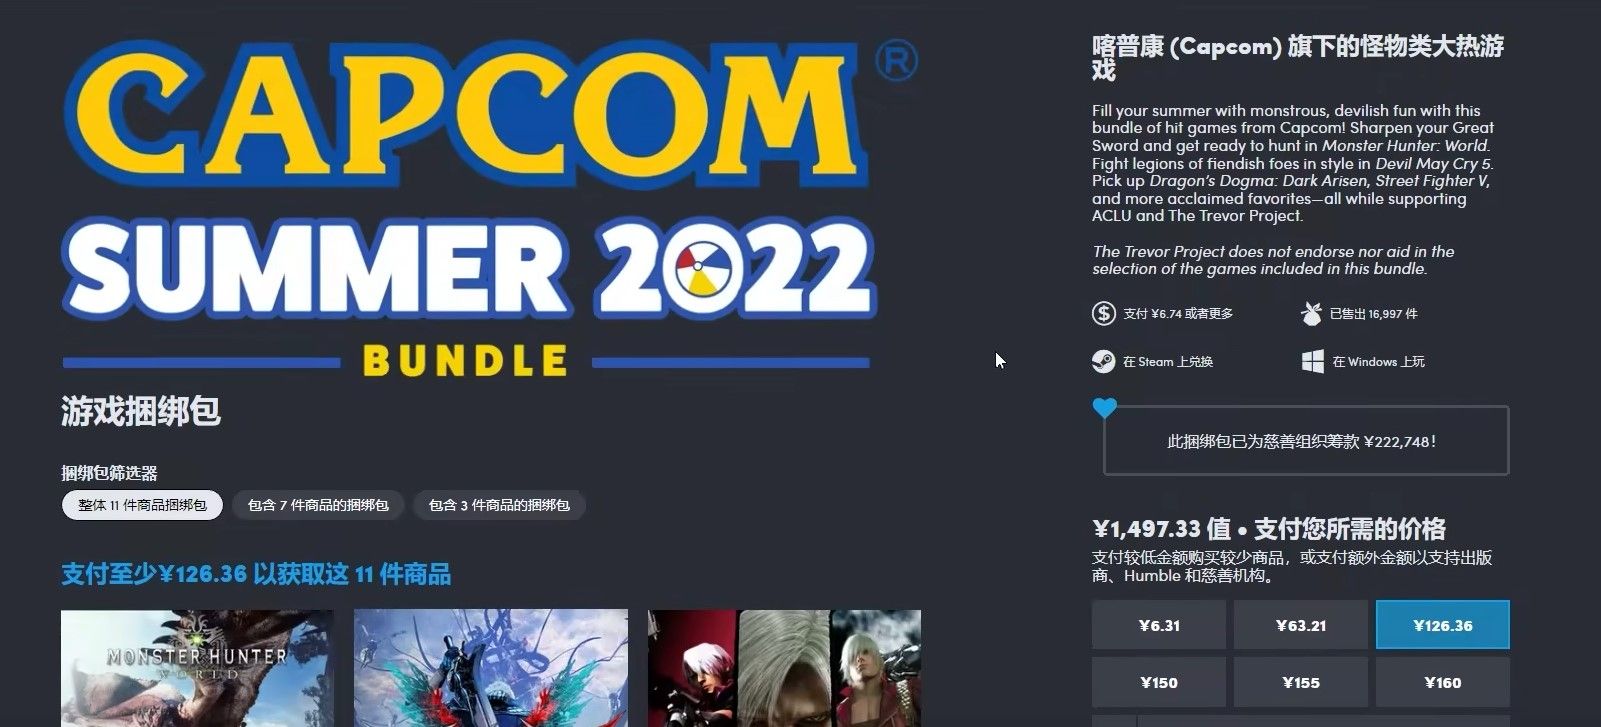 CAPCOM®
SUMMER 2022
BUNDLE
游戏捆绑包
捆绑包筛选器
整体 11 件商品捆绑包
包含 7 件商品的捆绑包
包含 3 件商品的捆绑包
支付至少¥126.36 以获取这 11 件商品
MONSTER HUNTER
WORLD
喀普康 (Capcom) 旗下的怪物类大热游
戏
Fill your summer with monstrous, devilish fun with this
bundle of hit games from Capcom! Sharpen your Great
Sword and get ready to hunt in Monster Hunter: World.
Fight legions of fiendish foes in style in Devil May Cry 5.
Pick up Dragon's Dogma: Dark Arisen, Street Fighter V,
and more acclaimed favorites—all while supporting
ACLU and The Trevor Project.
The Trevor Project does not endorse nor aid in the
selection of the games included in this bundle.
支付 ¥6.74 或者更多
已售出 16,997 件
在 Steam 上兑换
在 Windows 上玩
此捆绑包已为慈善组织筹款 ¥222,748!
¥1,497.33 值 • 支付您所需的价格
支付较低金额购买较少商品，或支付额外金额以支持出版
商、Humble 和慈善机构。
¥6.31
¥63.21
¥126.36
¥150
¥155
¥160